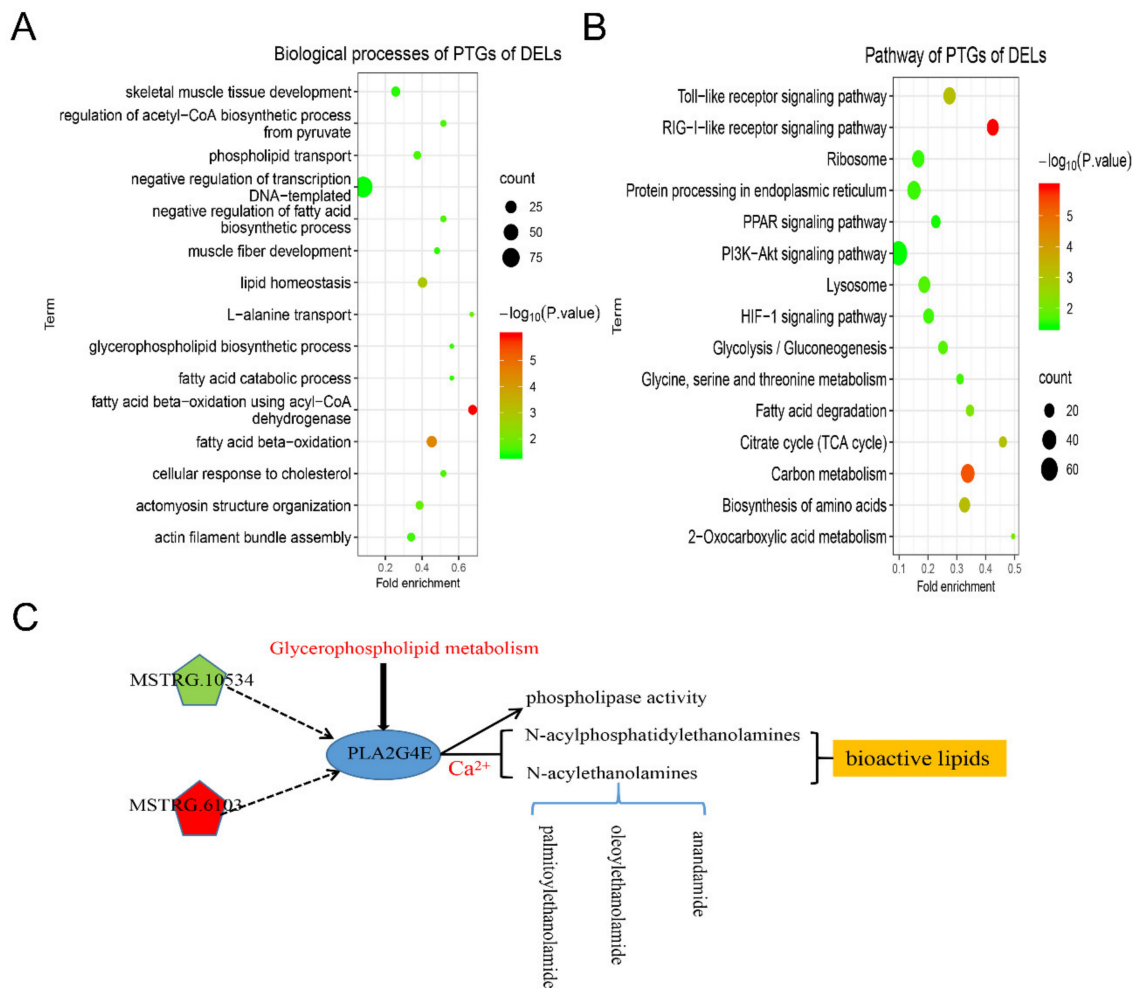 A
Biological processes of PTGs of DELs
skeletal muscle tissue development
regulation of acetyl−CoA biosynthetic process
from pyruvate
phospholipid transport
negative regulation of transcription
DNA−templated
negative regulation of fatty acid
biosynthetic process
muscle fiber development
lipid homeostasis
L−alanine transport
glycerophospholipid biosynthetic process
fatty acid catabolic process
fatty acid beta−oxidation using acyl−CoA
dehydrogenase
fatty acid beta−oxidation
cellular response to cholesterol
actomyosin structure organization
actin filament bundle assembly
Term
0.2 0.4 0.6
Fold enrichment
count
25
50
75
−log10(P.value)
5
4
3
2
B
Pathway of PTGs of DELs
Toll−like receptor signaling pathway
RIG−I−like receptor signaling pathway
Ribosome
Protein processing in endoplasmic reticulum
PPAR signaling pathway
PI3K−Akt signaling pathway
Lysosome
HIF−1 signaling pathway
Glycolysis / Gluconeogenesis
Glycine, serine and threonine metabolism
Fatty acid degradation
Citrate cycle (TCA cycle)
Carbon metabolism
Biosynthesis of amino acids
2−Oxocarboxylic acid metabolism
Term
0.1 0.2 0.3 0.4 0.5
Fold enrichment
−log10(P.value)
5
4
3
2
count
20
40
60
C
Glycerophospholipid metabolism
MSTRG.10534
MSTRG.6103
PLA2G4E
Ca2+
phospholipase activity
N-acylphosphatidylethanolamines
N-acylethanolamines
bioactive lipids
palmitoylethanolamide
oleoylethanolamide
anandamide